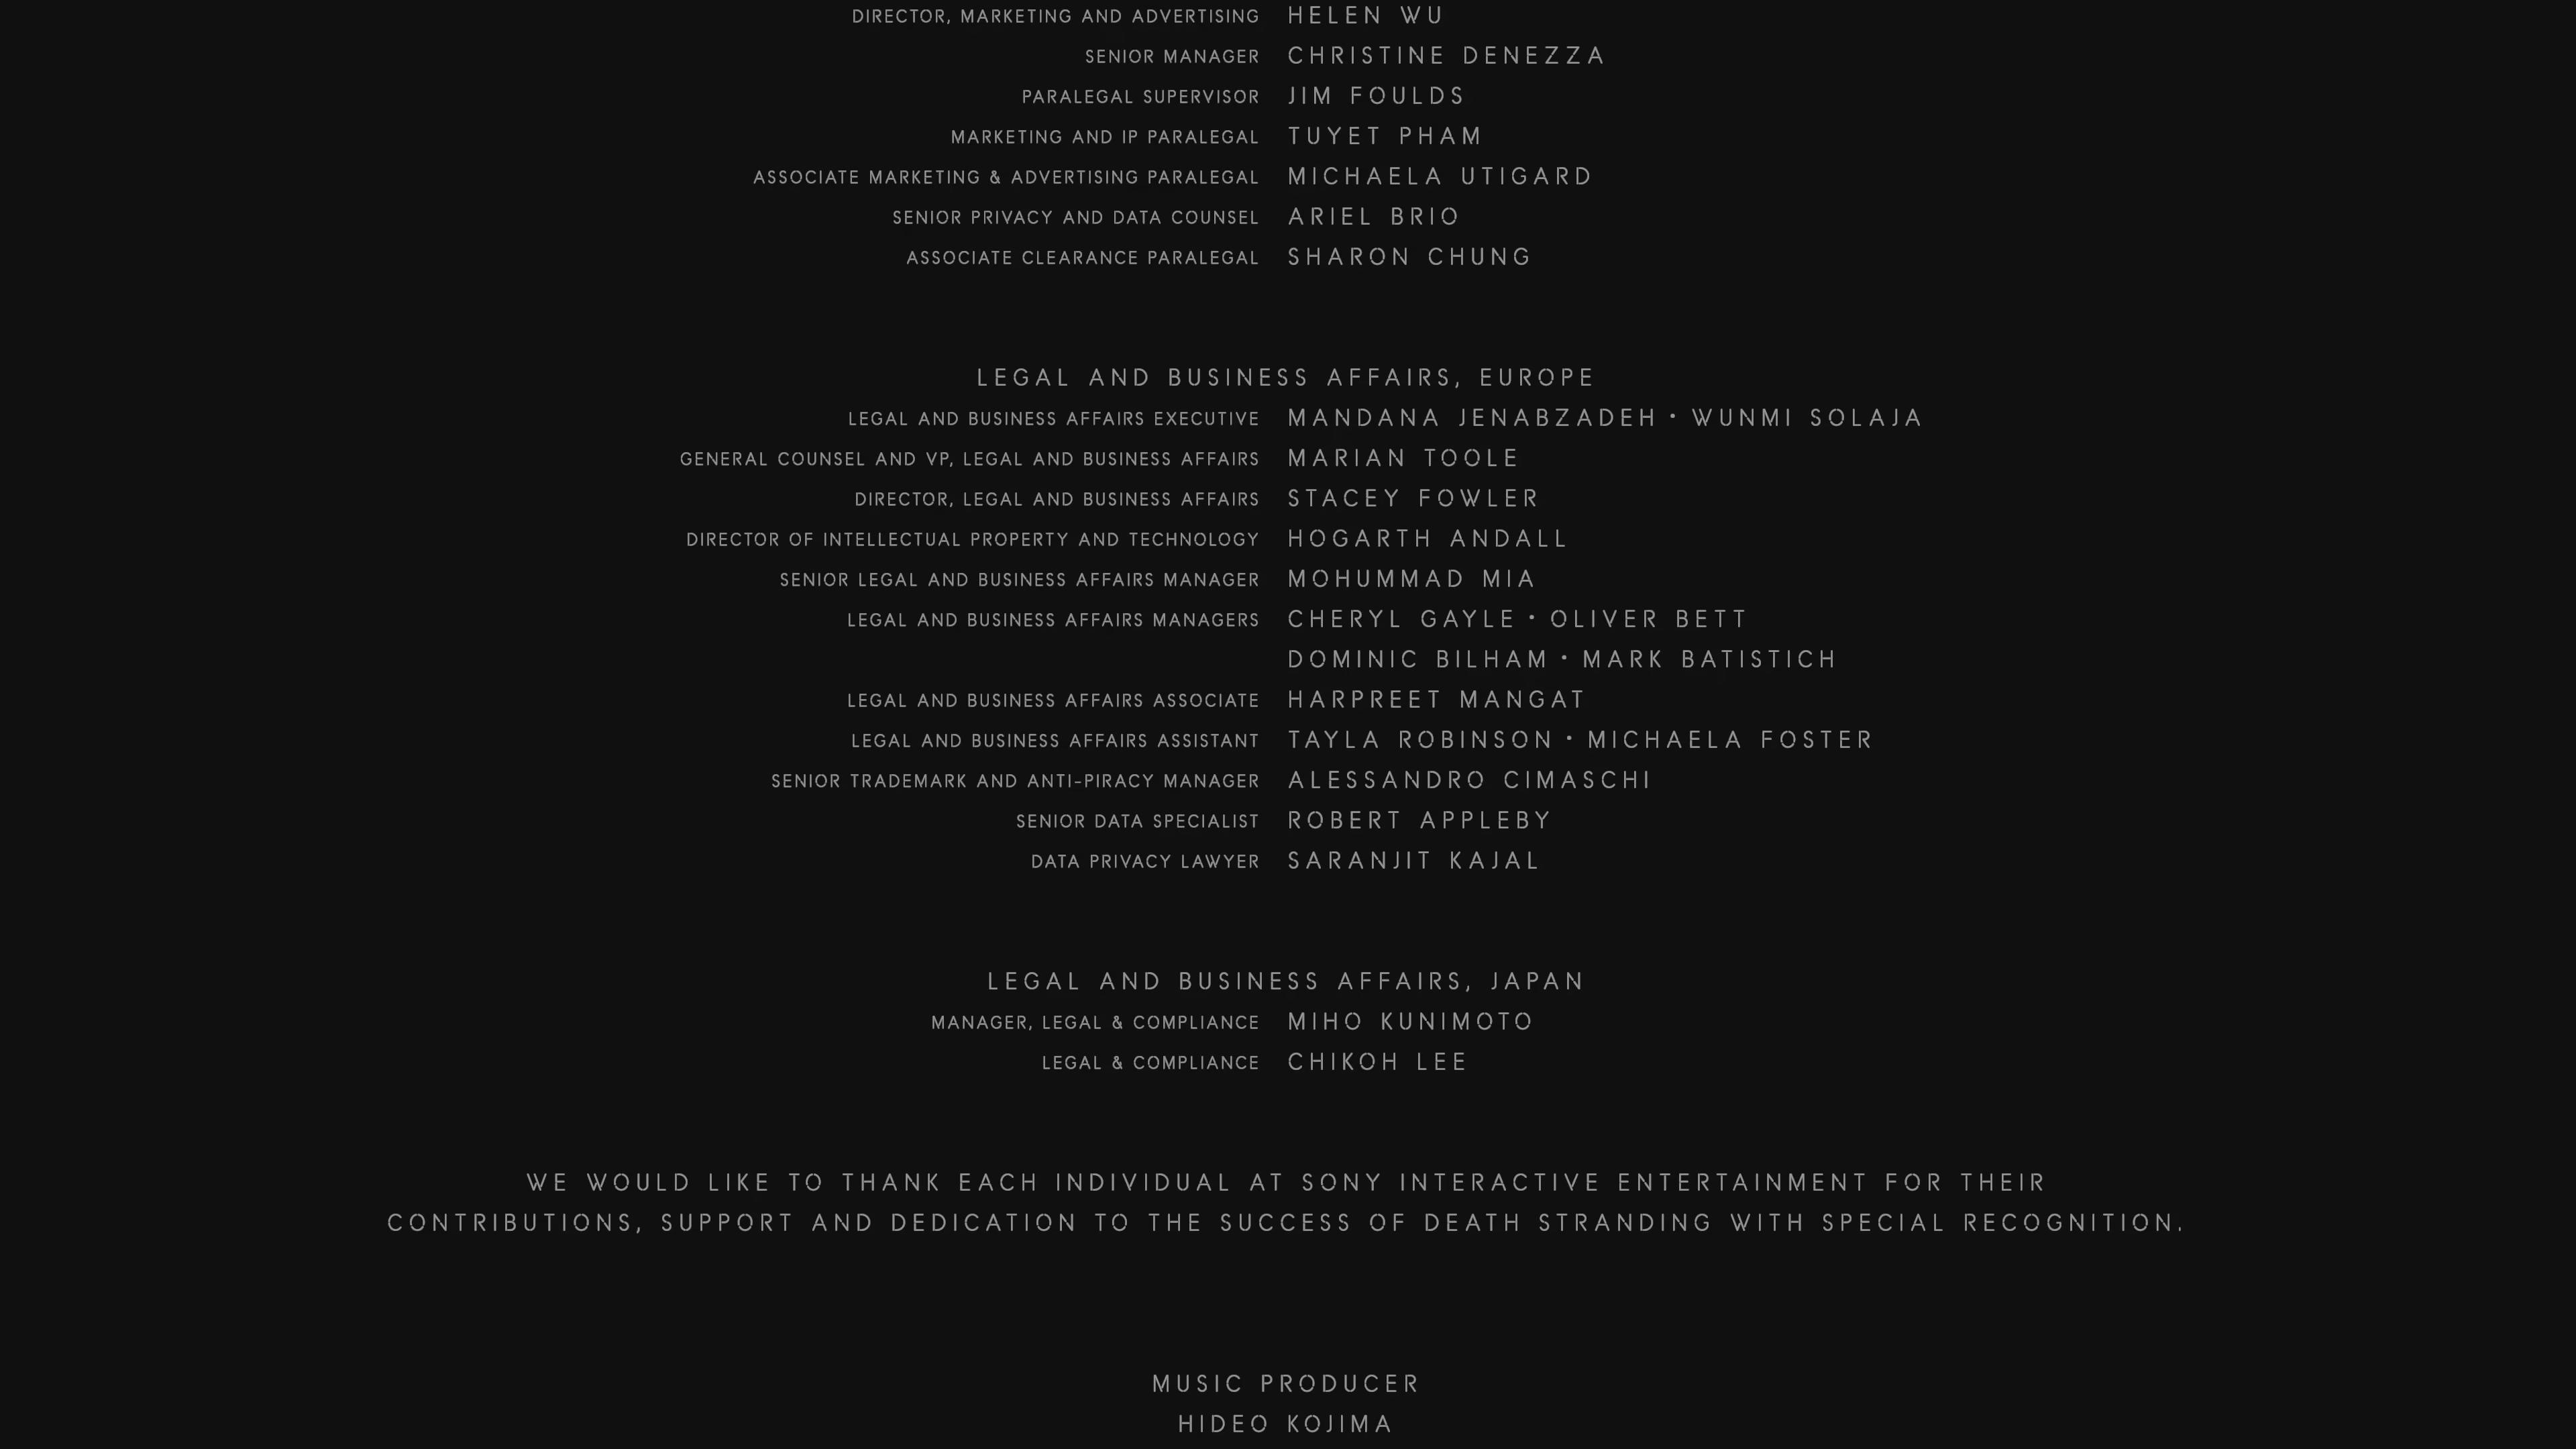 DIRECTOR, MARKETING AND ADVERTISING HELEN WU
SENIOR MANAGER CHRISTINE DENEZZA
PARALEGAL SUPERVISOR JIM FOULDS
MARKETING AND IP PARALEGAL TUYET PHAM
ASSOCIATE MARKETING & ADVERTISING PARALEGAL MICHAELA UTIGARD
SENIOR PRIVACY AND DATA COUNSEL ARIEL BRIO
ASSOCIATE CLEARANCE PARALEGAL SHARON CHUNG
LEGAL AND BUSINESS AFFAIRS, EUROPE
LEGAL AND BUSINESS AFFAIRS EXECUTIVE MANDANA JENABZADEH・WUNMI SOLAJA
GENERAL COUNSEL AND VP, LEGAL AND BUSINESS AFFAIRS MARIAN TOOLE
DIRECTOR, LEGAL AND BUSINESS AFFAIRS STACEY FOWLER
DIRECTOR OF INTELLECTUAL PROPERTY AND TECHNOLOGY HOGARTH ANDALL
SENIOR LEGAL AND BUSINESS AFFAIRS MANAGER MOHUMMAD MIA
LEGAL AND BUSINESS AFFAIRS MANAGERS CHERYL GAYLE・OLIVER BETT
DOMINIC BILHAM・MARK BATISTICH
LEGAL AND BUSINESS AFFAIRS ASSOCIATE HARPREET MANGAT
LEGAL AND BUSINESS AFFAIRS ASSISTANT TAYLA ROBINSON・MICHAELA FOSTER
SENIOR TRADEMARK AND ANTI-PIRACY MANAGER ALESSANDRO CIMASCHI
SENIOR DATA SPECIALIST ROBERT APPLEBY
DATA PRIVACY LAWYER SARANJIT KAJAL
LEGAL AND BUSINESS AFFAIRS, JAPAN
MANAGER, LEGAL & COMPLIANCE MIHO KUNIMOTO
LEGAL & COMPLIANCE CHIKOH LEE
WE WOULD LIKE TO THANK EACH INDIVIDUAL AT SONY INTERACTIVE ENTERTAINMENT FOR THEIR
CONTRIBUTIONS, SUPPORT AND DEDICATION TO THE SUCCESS OF DEATH STRANDING WITH SPECIAL RECOGNITION.
MUSIC PRODUCER
HIDEO KOJIMA